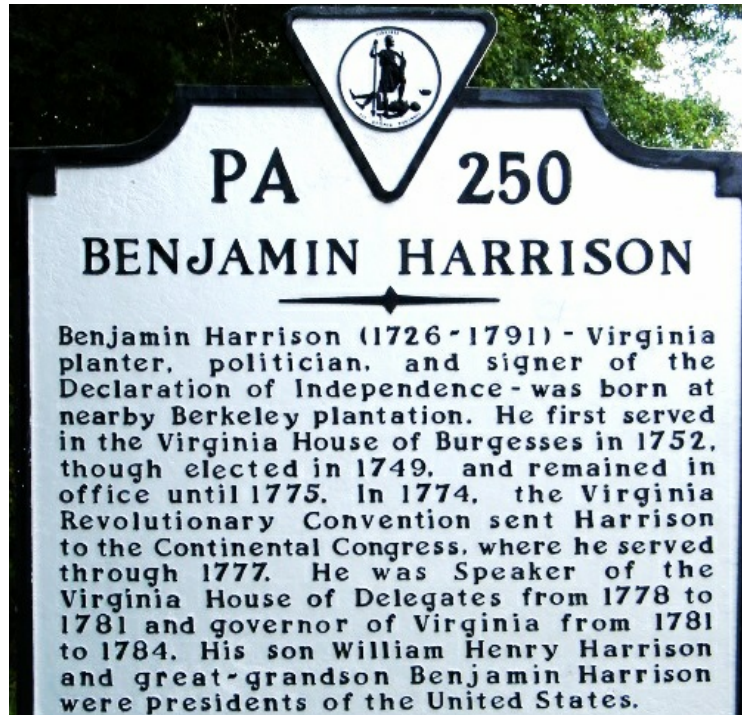 PA 250
BENJAMIN HARRISON
Benjamin Harrison (1726-1791) - Virginia
planter, politician, and signer of the
Declaration of Independence - was born at
nearby Berkeley plantation. He first served
in the Virginia House of Burgesses in 1752,
though elected in 1749, and remained in
office until 1775. In 1774, the Virginia
Revolutionary Convention sent Harrison
to the Continental Congress, where he served
through 1777. He was Speaker of the
Virginia House of Delegates from 1778 to
1781 and governor of Virginia from 1781
to 1784. His son William Henry Harrison
and great-grandson Benjamin Harrison
were presidents of the United States.